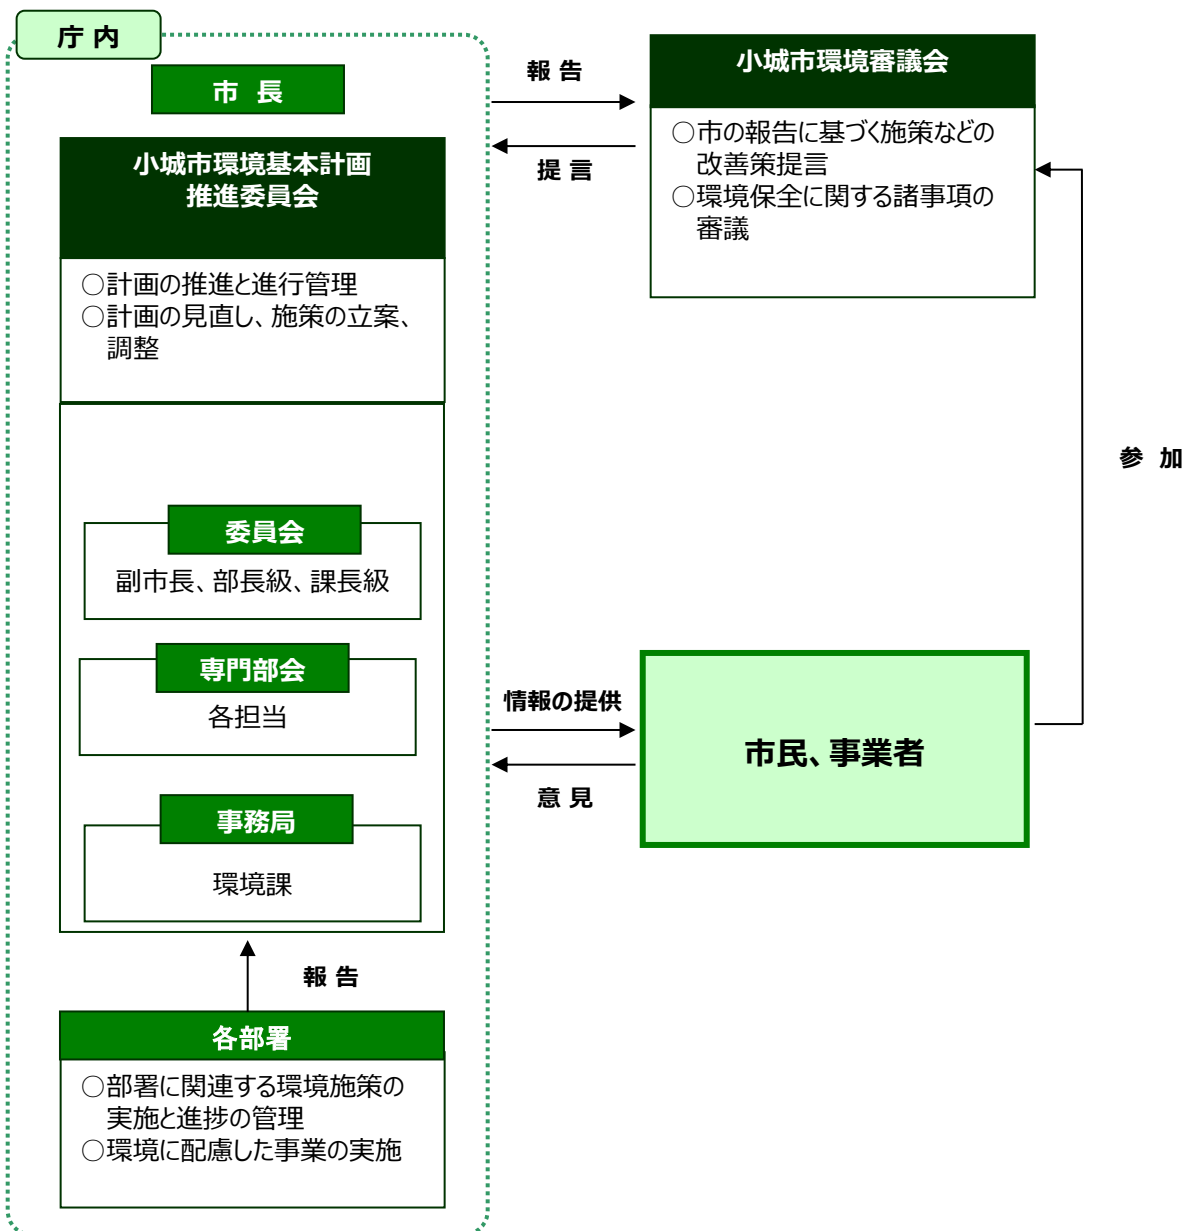 庁 内
市 長
小城市環境基本計画
推進委員会
○計画の推進と進行管理
○計画の見直し、施策の立案、
調整
委員会
副市長、部長級、課長級
専門部会
各担当
事務局
環境課
報 告
各部署
○部署に関連する環境施策の
実施と進捗の管理
○環境に配慮した事業の実施
報 告
提 言
小城市環境審議会
○市の報告に基づく施策などの
改善策提言
○環境保全に関する諸事項の
審議
参 加
情報の提供
意 見
市民、事業者